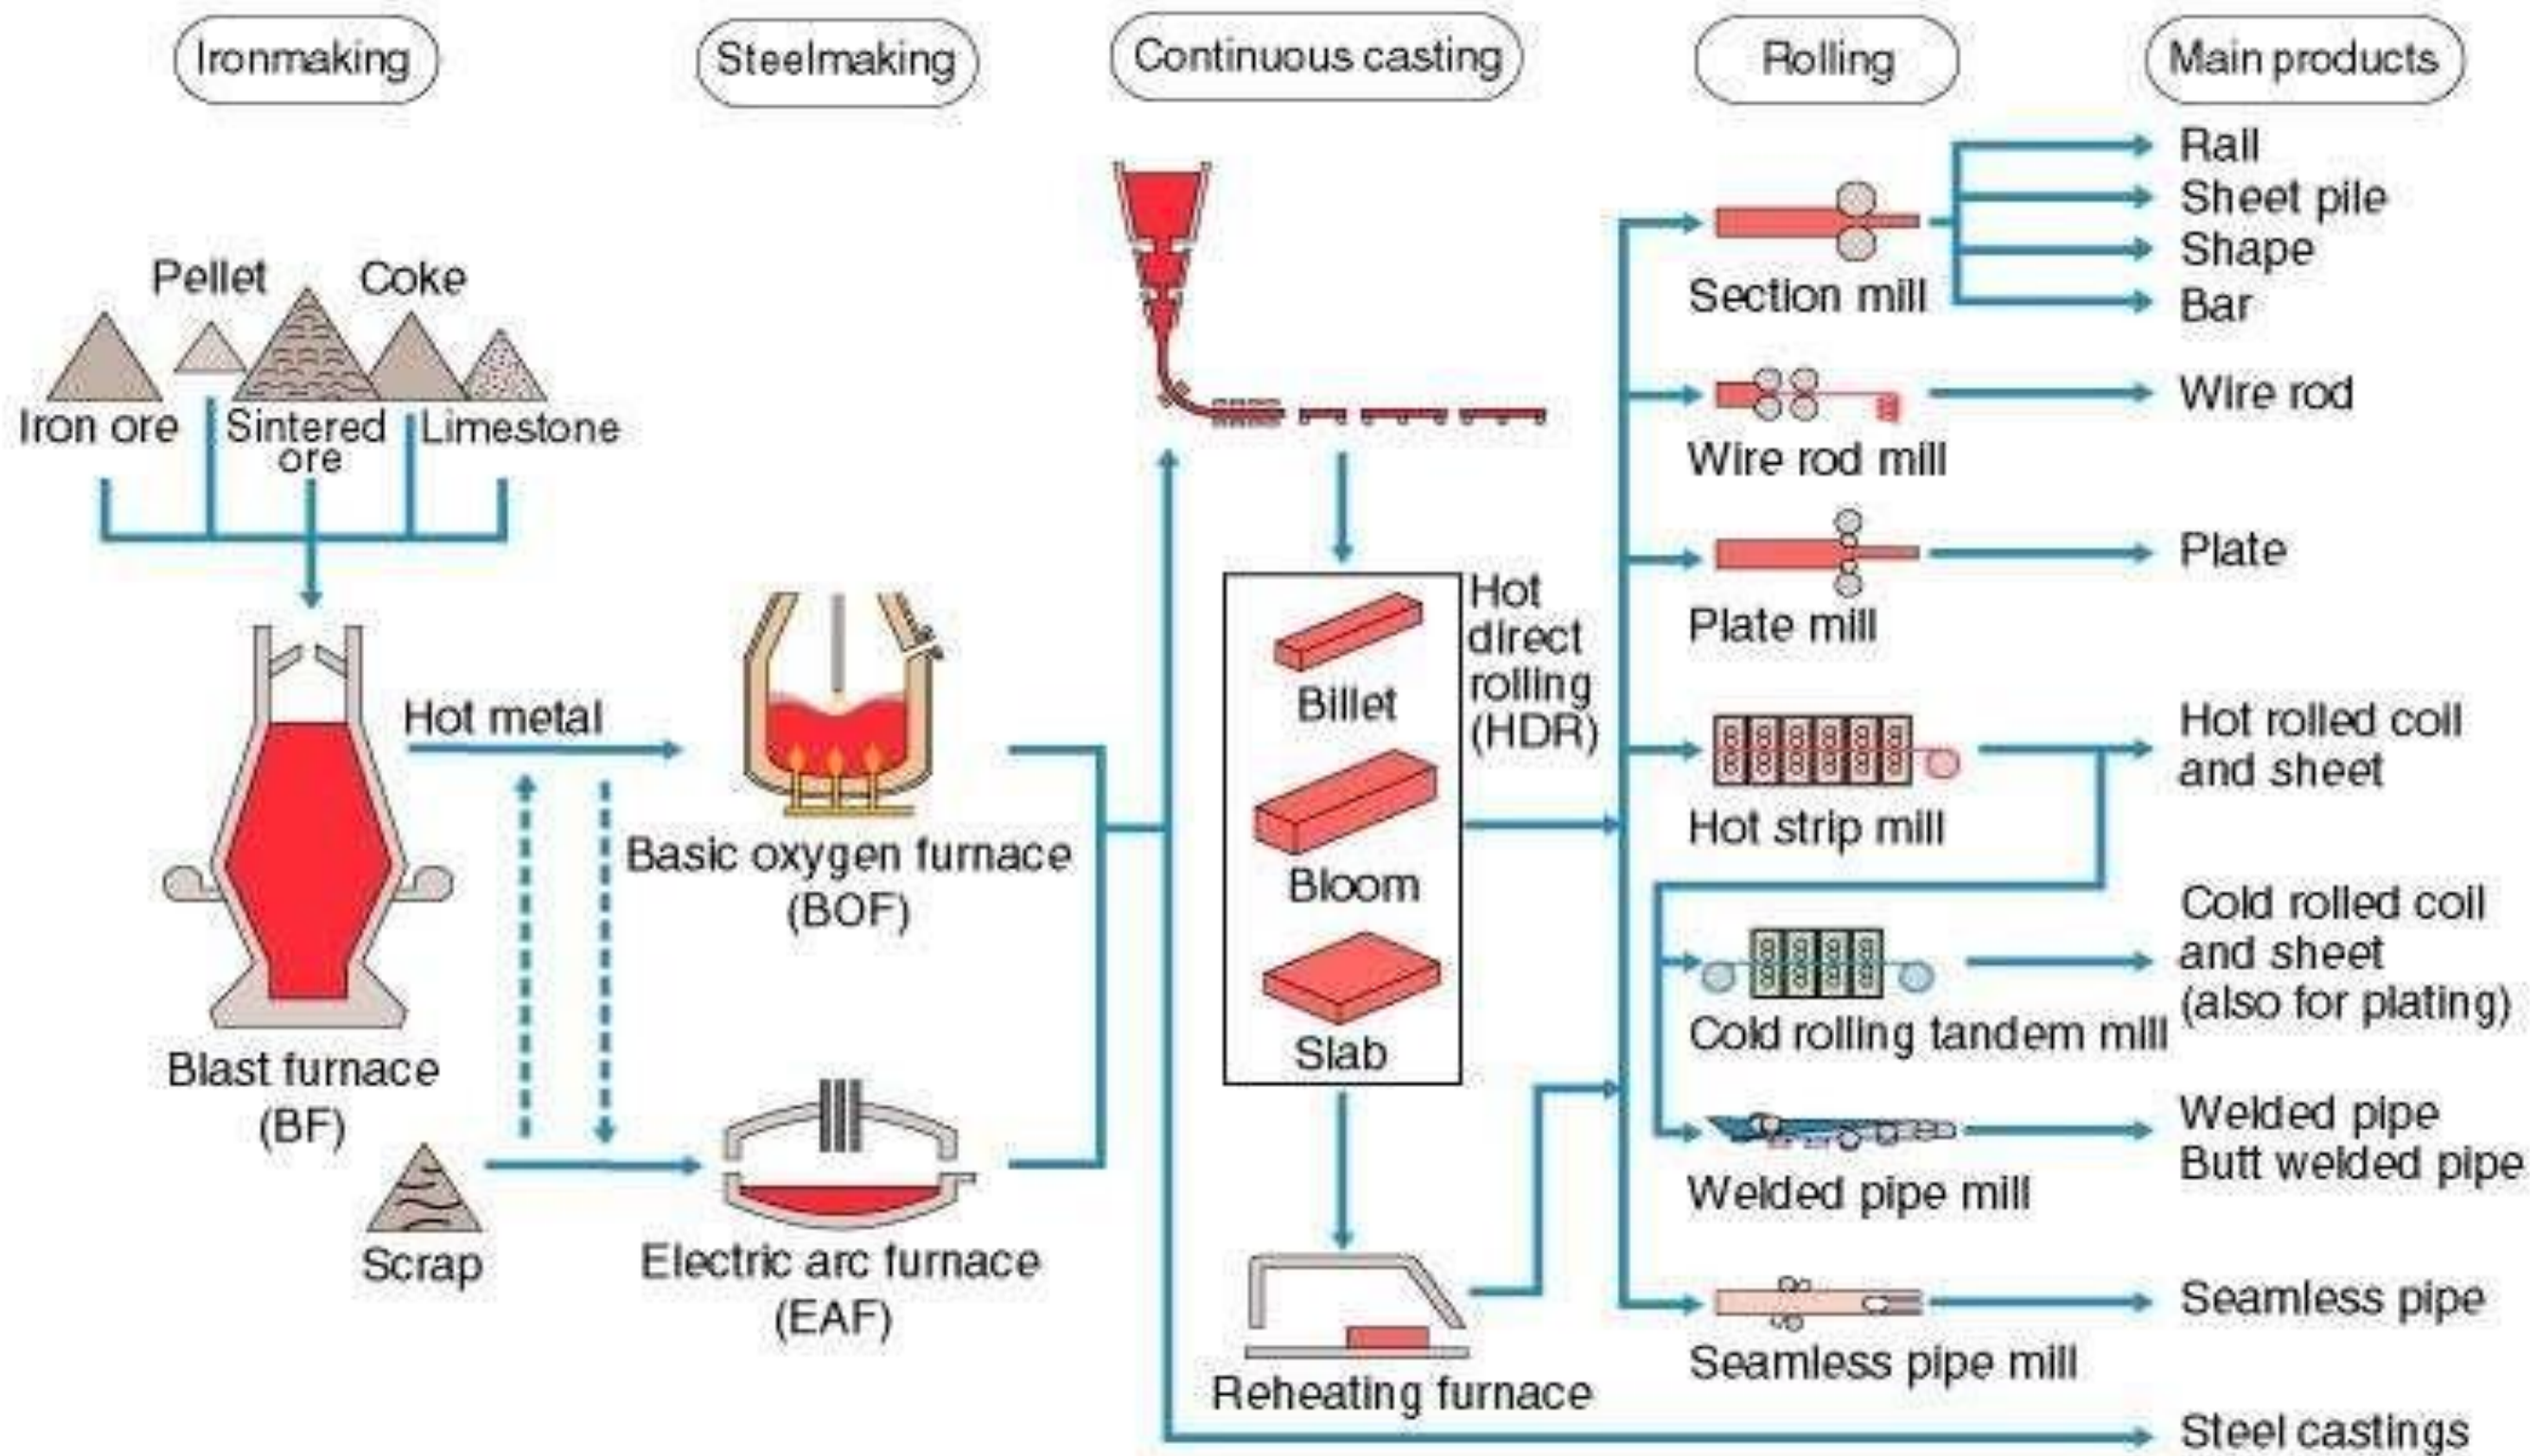 Ironmaking
Steelmaking
Continuous casting
Rolling
Main products
Pellet
Coke
Iron ore
Sintered
ore
Limestone
Hot metal
Blast furnace
(BF)
Scrap
Basic oxygen furnace
(BOF)
Electric arc furnace
(EAF)
Billet
Bloom
Slab
Hot
direct
rolling
(HDR)
Reheating furnace
Section mill
Wire rod mill
Plate mill
Hot strip mill
Cold rolling tandem mill
Welded pipe mill
Seamless pipe mill
Rail
Sheet pile
Shape
Bar
Wire rod
Plate
Hot rolled coil
and sheet
Cold rolled coil
and sheet
(also for plating)
Welded pipe
Butt welded pipe
Seamless pipe
Steel castings